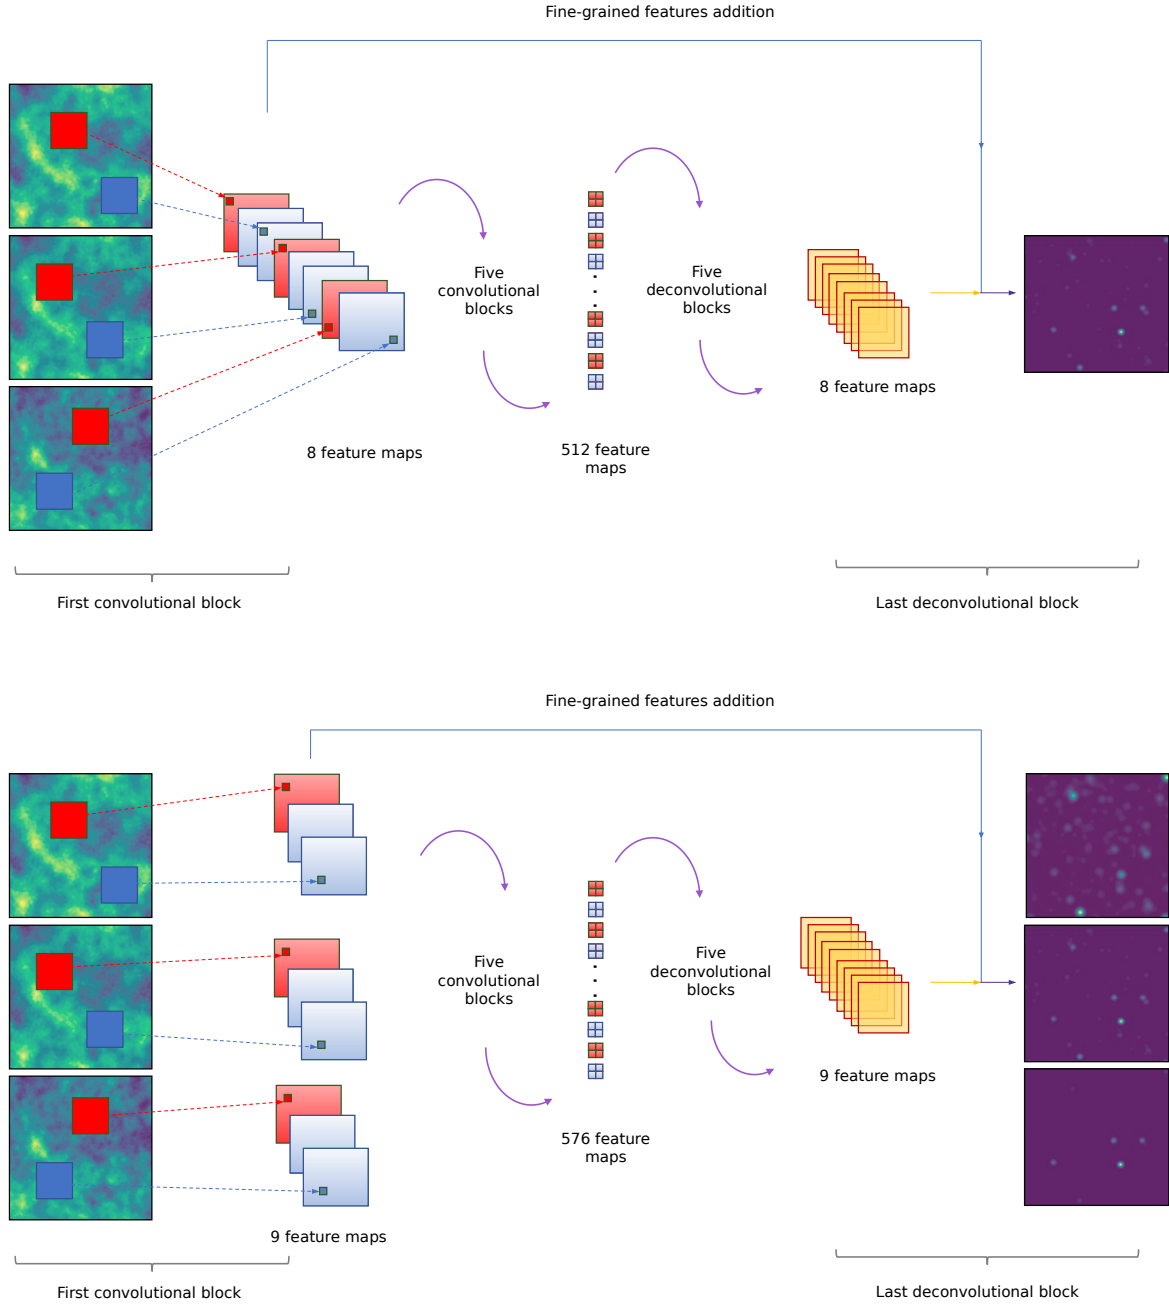 Fine-grained features addition
Five
convolutional
blocks
Five
deconvolutional
blocks
8 feature maps
8 feature maps
512 feature
maps
First convolutional block
Last deconvolutional block
Fine-grained features addition
Five
convolutional
blocks
Five
deconvolutional
blocks
9 feature maps
576 feature
maps
9 feature maps
First convolutional block
Last deconvolutional block